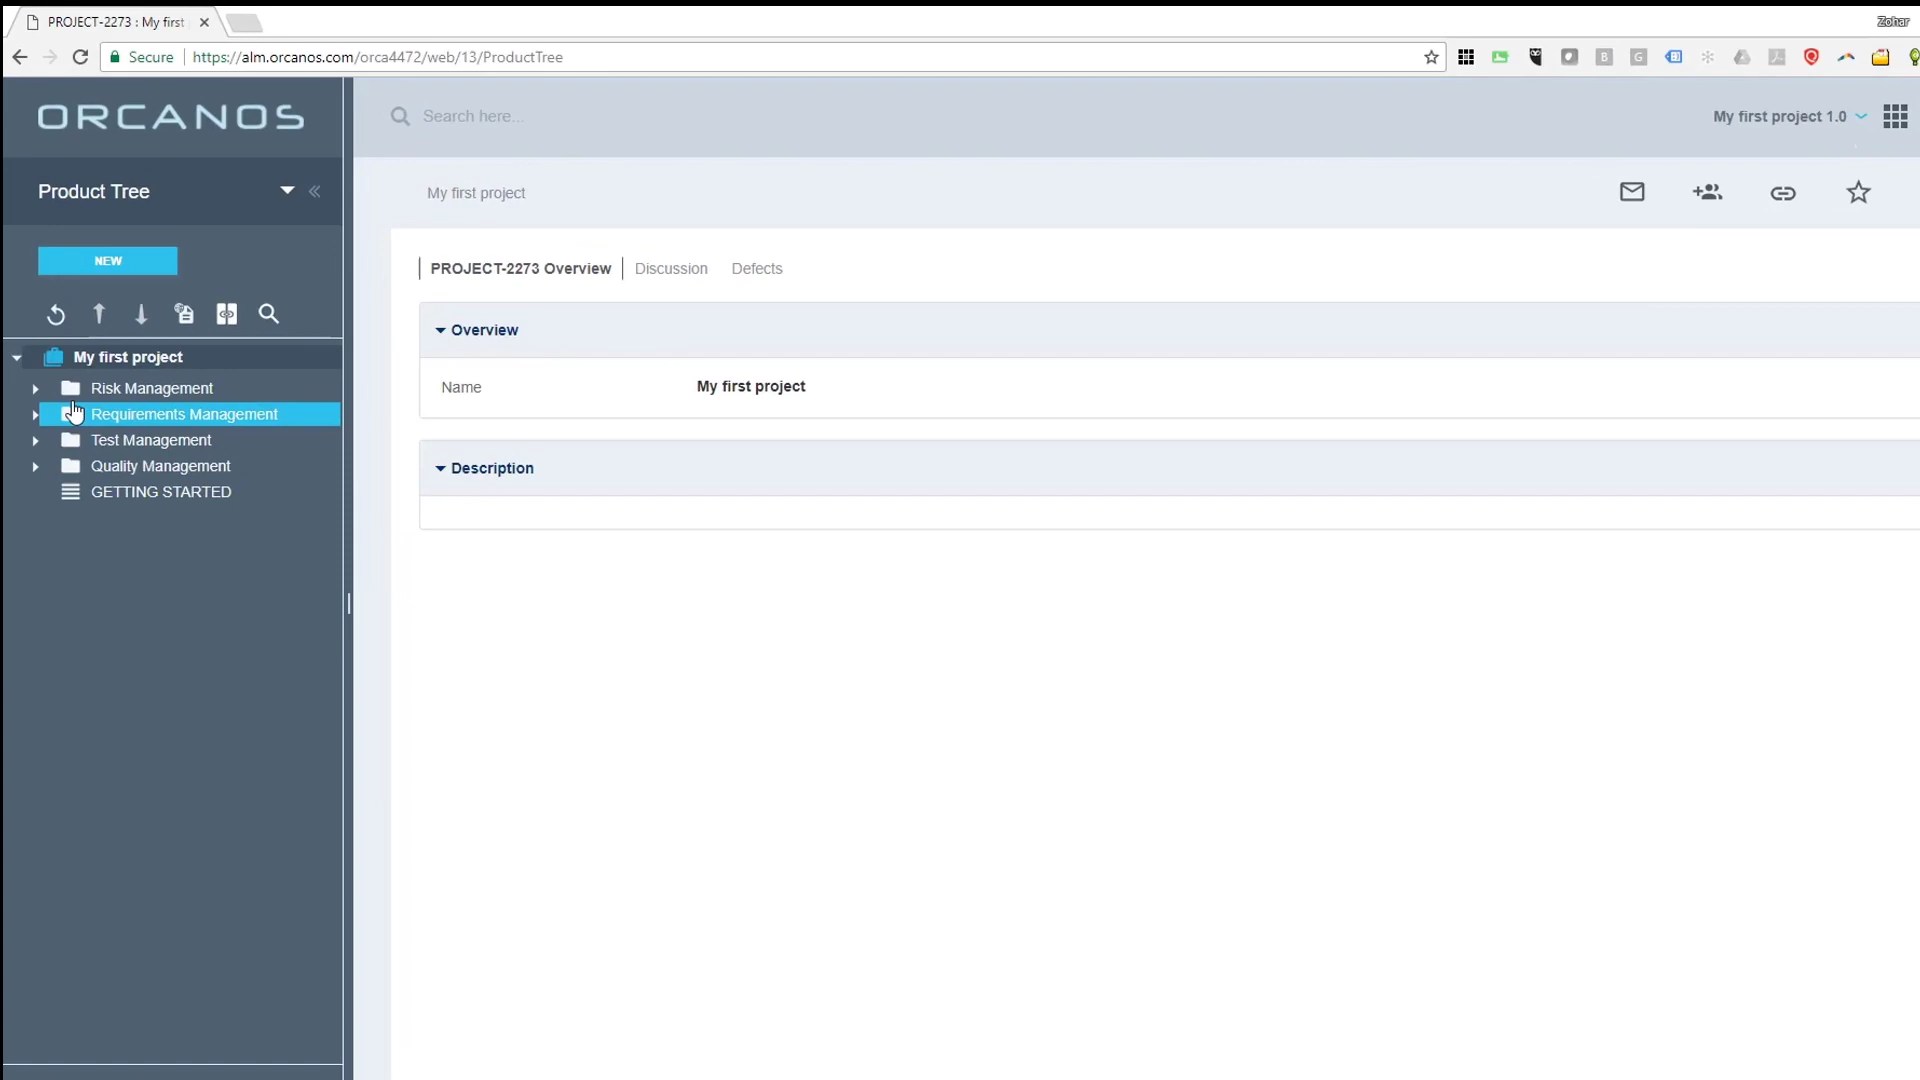 PROJECT-2273 : My first
Zohar
Secure
https://alm.orcanos.com/orca4472/web/13/ProductTree
ORCANOS
Search here...
My first project 1.0
Product Tree
My first project
NEW
PROJECT-2273 Overview
Discussion
Defects
Overview
Name
My first project
Description
My first project
Risk Management
Requirements Management
Test Management
Quality Management
GETTING STARTED